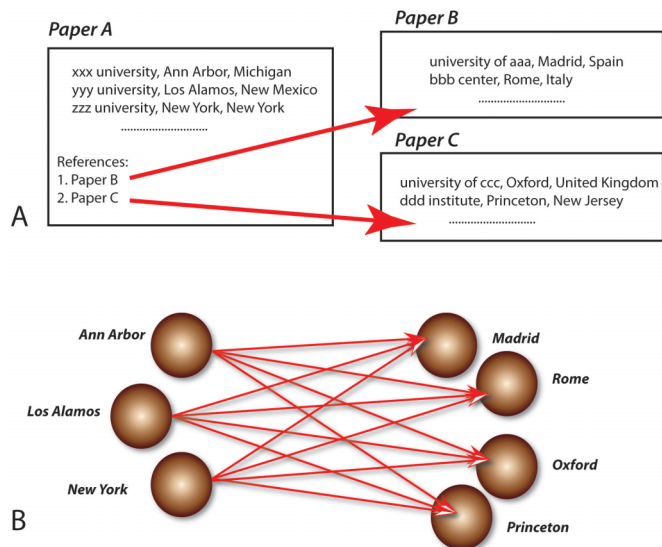 Paper A
xxx university, Ann Arbor, Michigan
yyy university, Los Alamos, New Mexico
zzz university, New York, New York
............................
References:
1. Paper B
2. Paper C
Paper B
university of aaa, Madrid, Spain
bbb center, Rome, Italy
............................
Paper C
university of ccc, Oxford, United Kingdom
ddd institute, Princeton, New Jersey
............................
A
Ann Arbor
Los Alamos
New York
Madrid
Rome
Oxford
Princeton
B